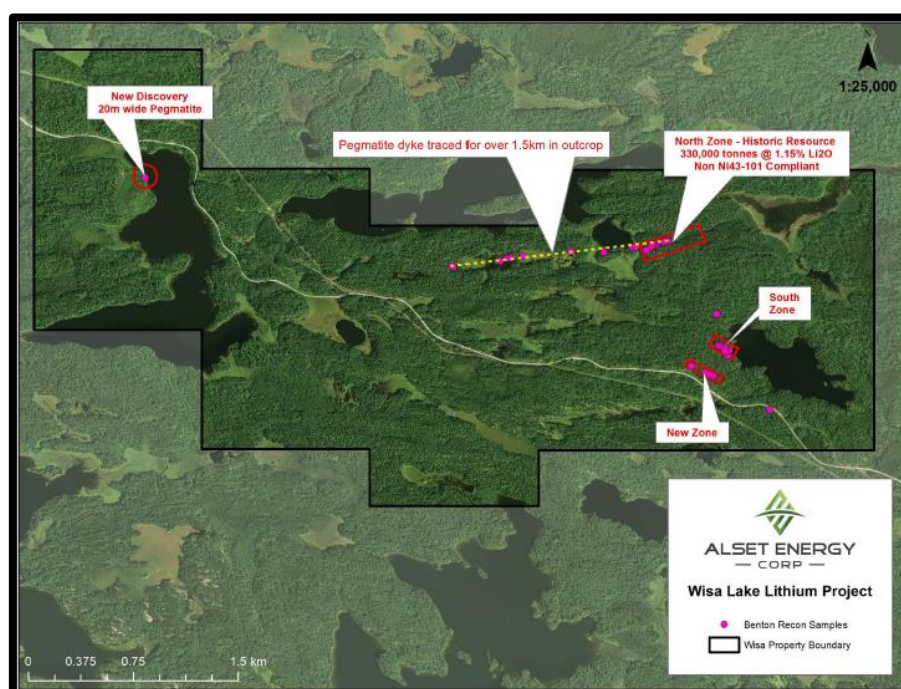 N
1:25,000
New Discovery
20m wide Pegmatite
Pegmatite dyke traced for over 1.5km in outcrop
North Zone - Historic Resource
330,000 tonnes @ 1.15% Li2O
Non NI43-101 Compliant
South
Zone
New Zone
ALSET ENERGY
CORP
Wisa Lake Lithium Project
Benton Recon Samples
Wisa Property Boundary
0 0.375 0.75 1.5 km